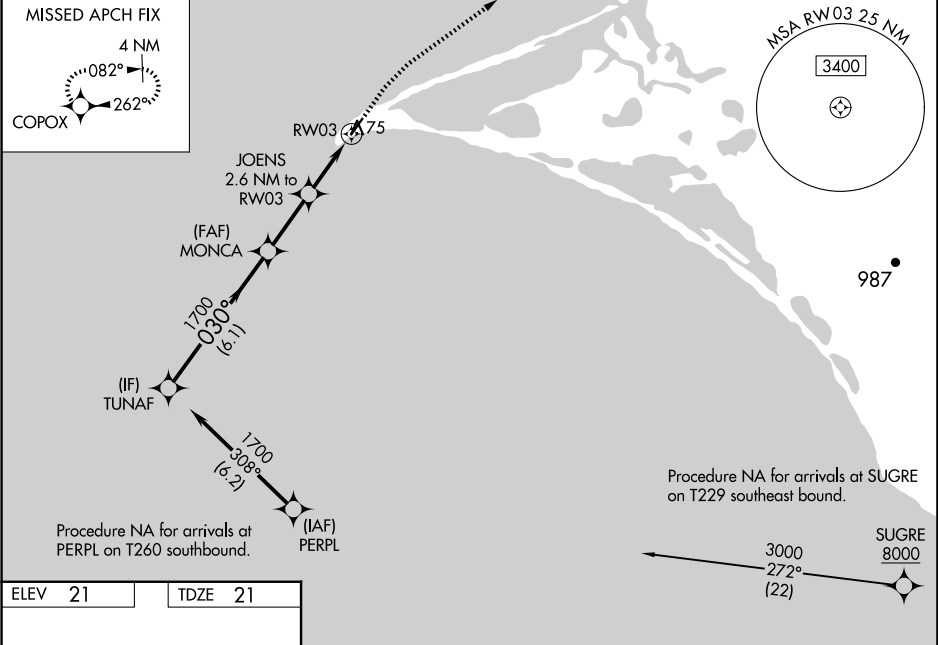 MISSED APCH FIX
4 NM
082°
262°
COPOX
MSA RW03 25 NM
3400
RW03
75
JOENS
2.6 NM to
RW03
(FAF)
MONCA
987
1700
030°
(6.1)
(IF)
TUNAF
1700
308°
(6.2)
(IAF)
PERPL
Procedure NA for arrivals at
PERPL on T260 southbound.
Procedure NA for arrivals at SUGRE
on T229 southeast bound.
SUGRE
8000
3000
272°
(22)
ELEV 21
TDZE 21